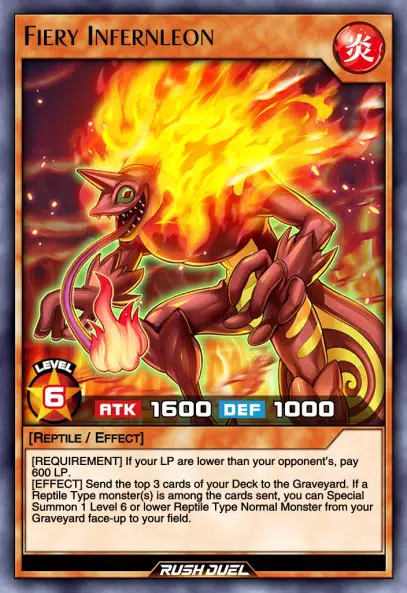 Fiery Infernleon
炎
LEVEL
6
ATK 1600 DEF 1000
[Reptile / Effect]
[REQUIREMENT] If your LP are lower than your opponent's, pay
600 LP.
[EFFECT] Send the top 3 cards of your Deck to the Graveyard. If a
Reptile Type monster(s) is among the cards sent, you can Special
Summon 1 Level 6 or lower Reptile Type Normal Monster from your
Graveyard face-up to your field.
RUSH DUEL